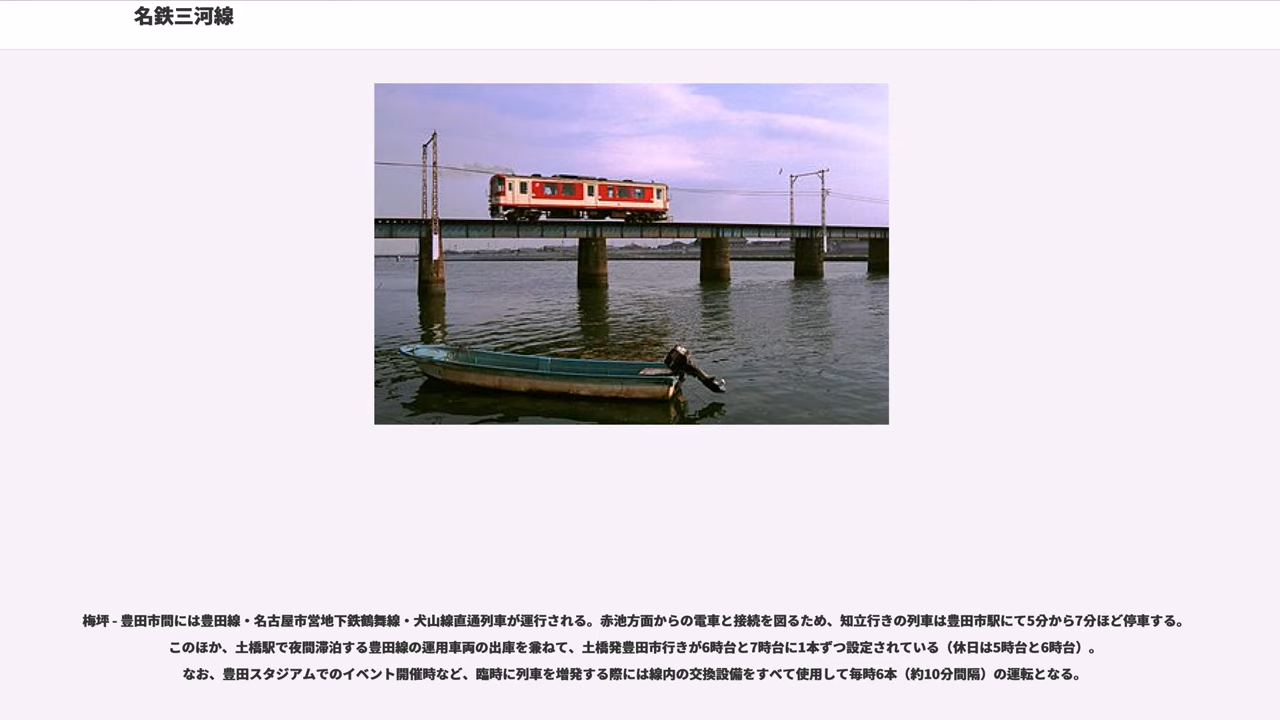 名鉄三河線
梅坪 - 豊田市間には豊田線・名古屋市営地下鉄鶴舞線・犬山線直通列車が運行される。赤池方面からの電車と接続を図るため、知立行きの列車は豊田市駅にて5分から7分ほど停車する。
このほか、土橋駅で夜間滞泊する豊田線の運用車両の出庫を兼ねて、土橋発豊田市行きが6時台と7時台に1本ずつ設定されている（休日は5時台と6時台）。
なお、豊田スタジアムでのイベント開催時など、臨時に列車を増発する際には線内の交換設備をすべて使用して毎時6本（約10分間隔）の運転となる。